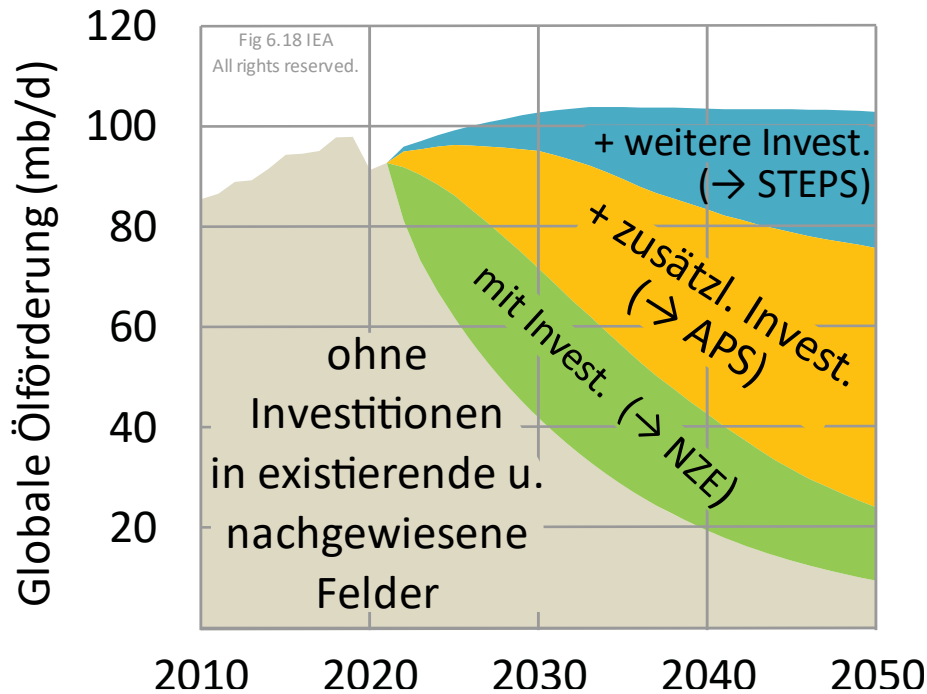 Globale Ölförderung (mb/d)
120
100
80
60
40
20
Fig 6.18 IEA
All rights reserved.
+ weitere Invest.
(→ STEPS)
+ zusätzl. Invest.
(→ APS)
mit Invest. (→ NZE)
ohne
Investitionen
in existierende u.
nachgewiesene
Felder
2010 2020 2030 2040 2050